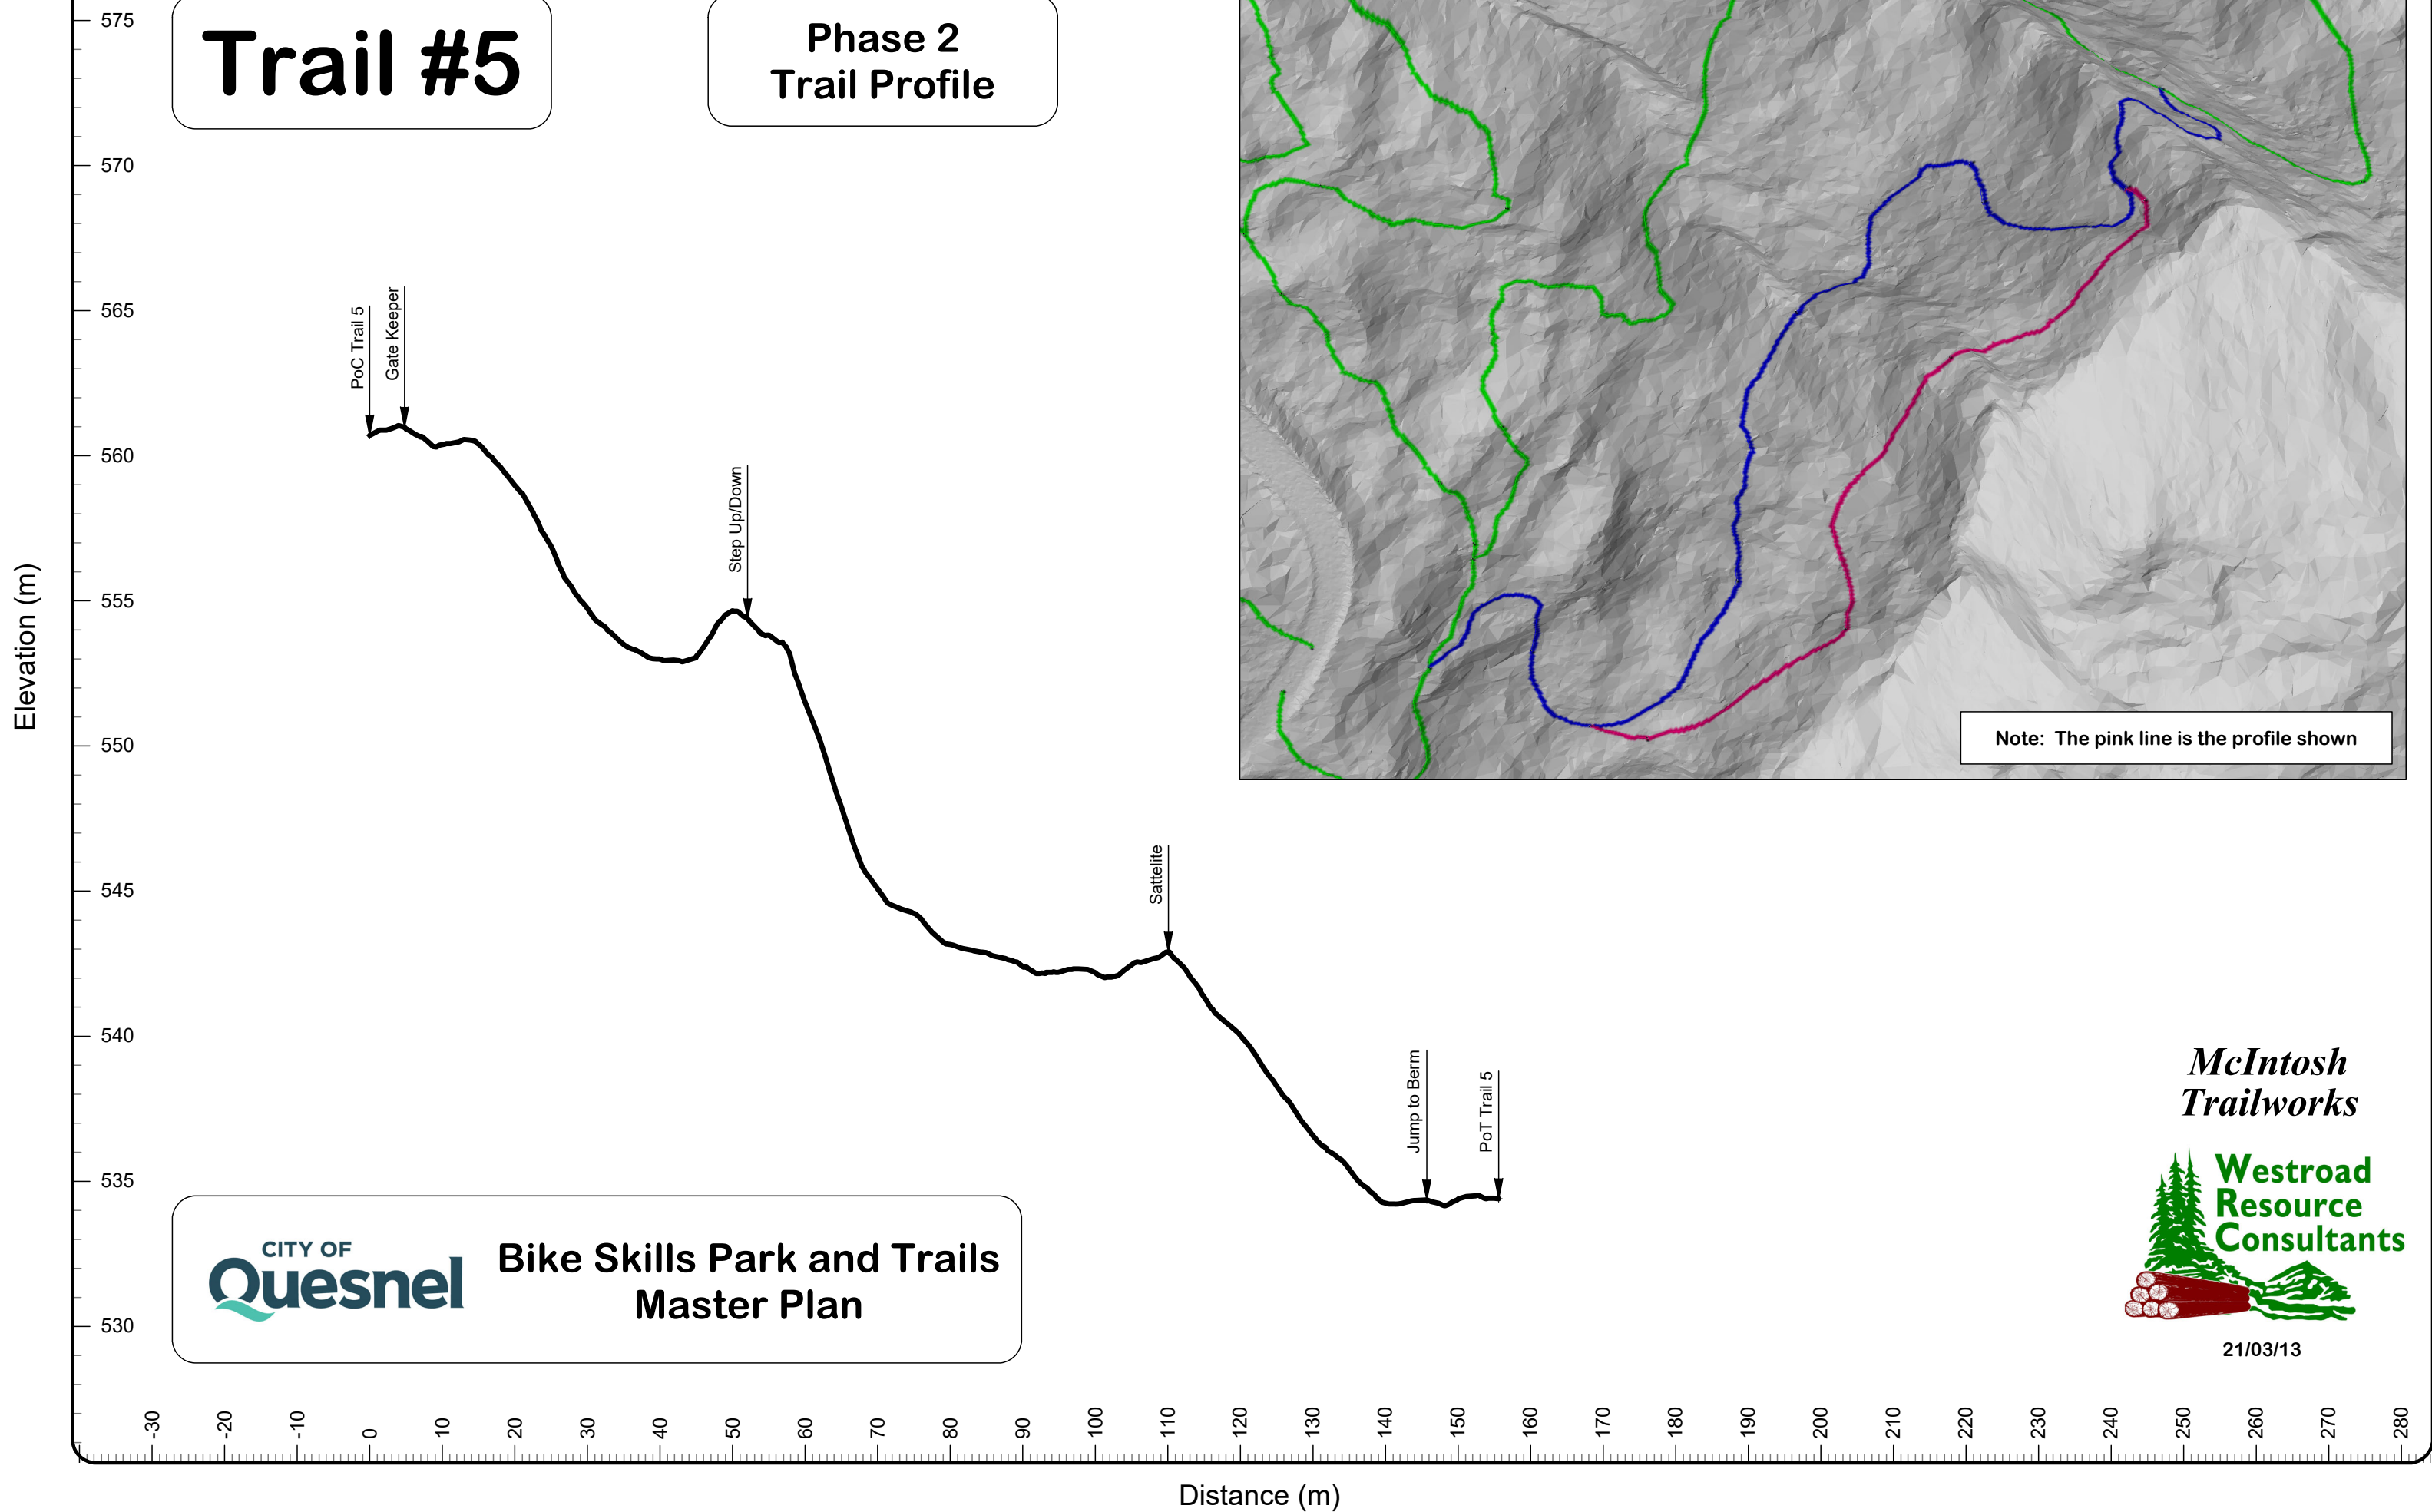 Trail #5
Phase 2
Trail Profile
575
570
565
560
555
550
545
540
535
530
Elevation (m)
PoC Trail 5
Gate Keeper
Step Up/Down
Sattelite
Jump to Berm
PoT Trail 5
Note: The pink line is the profile shown
McIntosh
Trailworks
Westroad
Resource
Consultants
21/03/13
CITY OF
Quesnel
Bike Skills Park and Trails
Master Plan
-30 -20 -10 0 10 20 30 40 50 60 70 80 90 100 110 120 130 140 150 160 170 180 190 200 210 220 230 240 250 260 270 280
Distance (m)